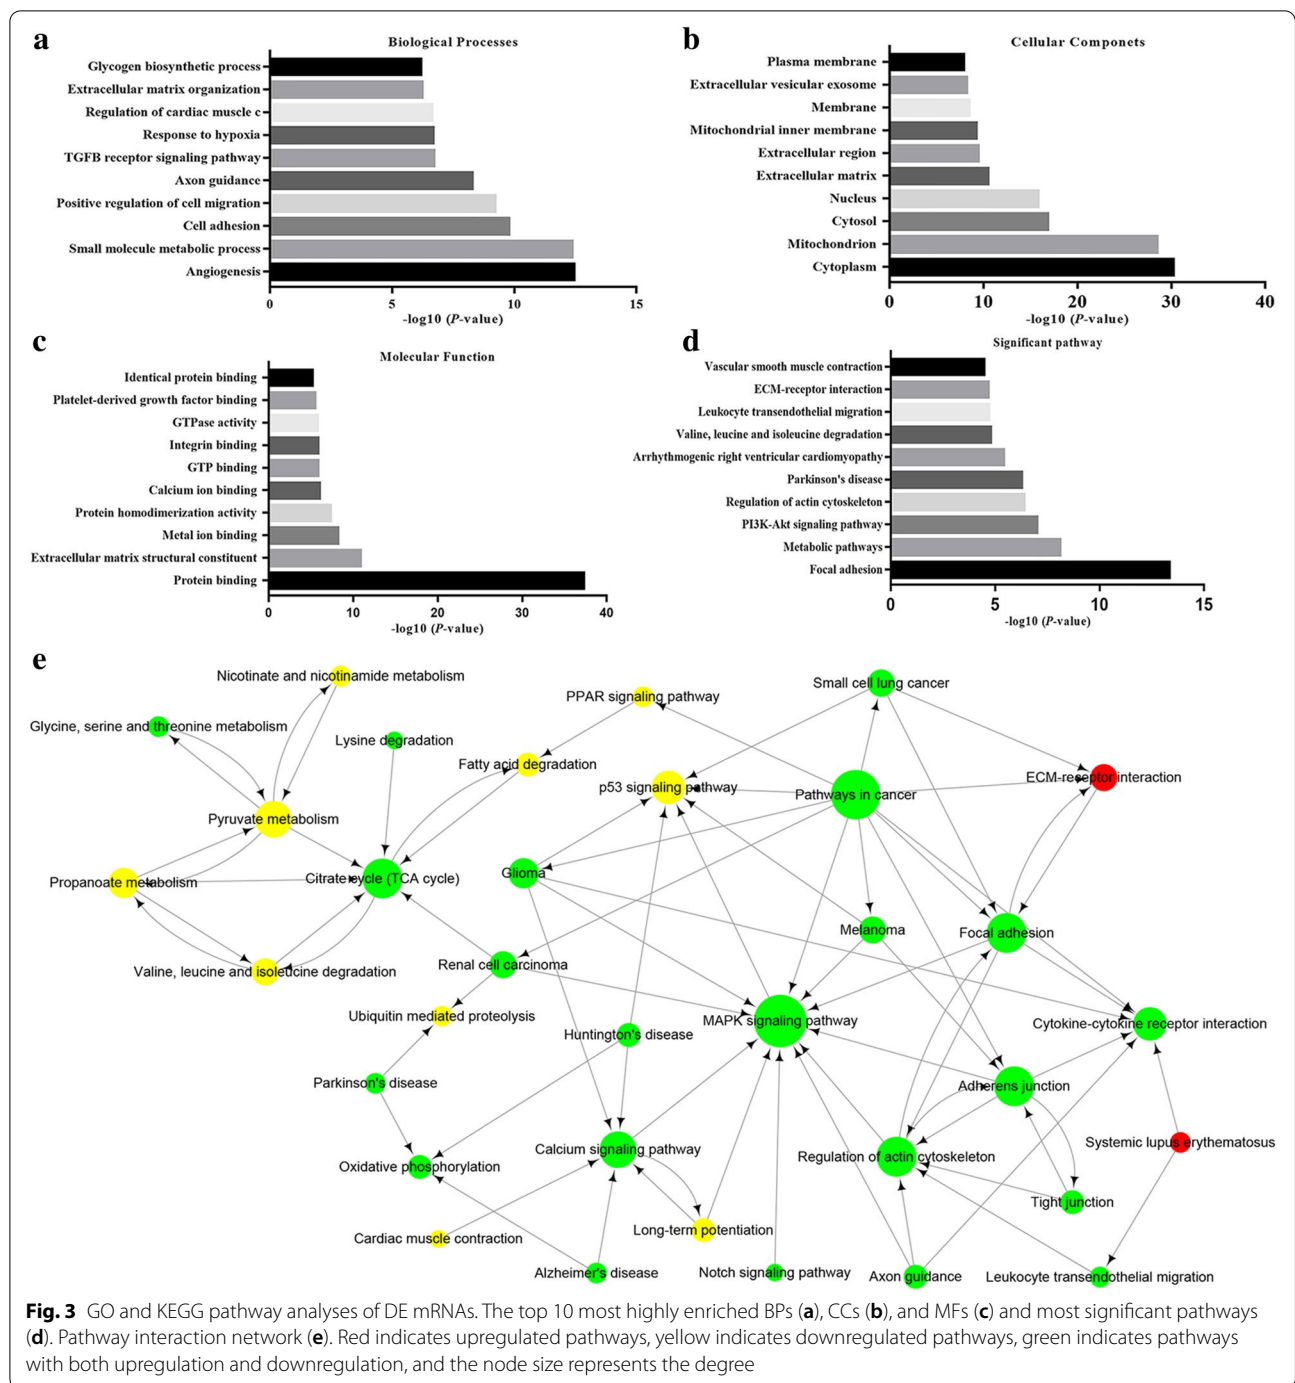 a
Biological Processes
Glycogen biosynthetic process
Extracellular matrix organization
Regulation of cardiac muscle c
Response to hypoxia
TGFB receptor signaling pathway
Axon guidance
Positive regulation of cell migration
Cell adhesion
Small molecule metabolic process
Angiogenesis
0 5 10 15
-log10 (P-value)
b
Cellular Componets
Plasma membrane
Extracellular vesicular exosome
Membrane
Mitochondrial inner membrane
Extracellular region
Extracellular matrix
Nucleus
Cytosol
Mitochondrion
Cytoplasm
0 10 20 30 40
-log10 (P-value)
c
Molecular Function
Identical protein binding
Platelet-derived growth factor binding
GTPase activity
Integrin binding
GTP binding
Calcium ion binding
Protein homodimerization activity
Metal ion binding
Extracellular matrix structural constituent
Protein binding
0 10 20 30 40
-log10 (P-value)
d
Significant pathway
Vascular smooth muscle contraction
ECM-receptor interaction
Leukocyte transendothelial migration
Valine, leucine and isoleucine degradation
Arrhythmogenic right ventricular cardiomyopathy
Parkinson's disease
Regulation of actin cytoskeleton
PI3K-Akt signaling pathway
Metabolic pathways
Focal adhesion
0 5 10 15
-log10 (P-value)
e
Nicotinate and nicotinamide metabolism
Small cell lung cancer
PPAR signaling pathway
Glycine, serine and threonine metabolism
Lysine degradation
Fatty acid degradation
ECM-receptor interaction
p53 signaling pathway
Pathways in cancer
Pyruvate metabolism
Glioma
Propanoate metabolism
Citrate cycle (TCA cycle)
Melanoma
Focal adhesion
Renal cell carcinoma
Valine, leucine and isoleucine degradation
Ubiquitin mediated proteolysis
MAPK signaling pathway
Cytokine-cytokine receptor interaction
Huntington's disease
Parkinson's disease
Adherens junction
Systemic lupus erythematosus
Calcium signaling pathway
Regulation of actin cytoskeleton
Oxidative phosphorylation
Tight junction
Long-term potentiation
Cardiac muscle contraction
Alzheimer's disease
Notch signaling pathway
Axon guidance
Leukocyte transendothelial migration
Fig. 3 GO and KEGG pathway analyses of DE mRNAs. The top 10 most highly enriched BPs (a), CCs (b), and MFs (c) and most significant pathways
(d). Pathway interaction network (e). Red indicates upregulated pathways, yellow indicates downregulated pathways, green indicates pathways
with both upregulation and downregulation, and the node size represents the degree